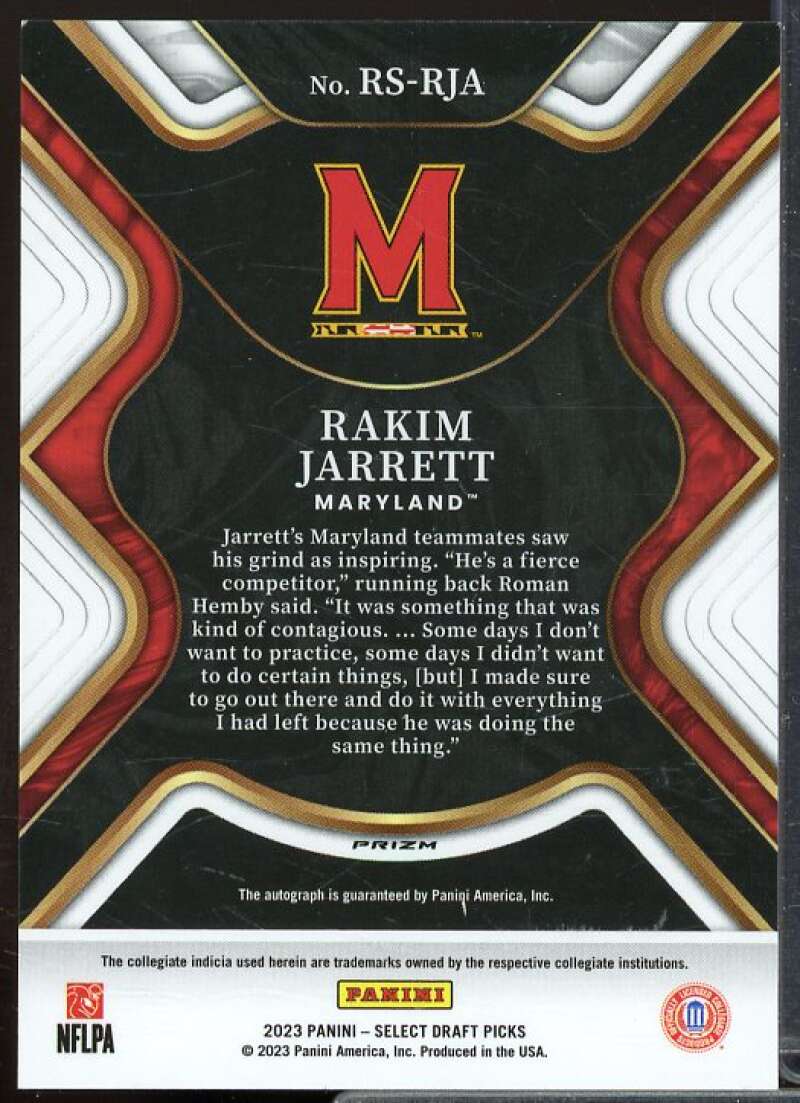 No. RS-RJA
M
™
RAKIM
JARRETT
MARYLAND™
Jarrett's Maryland teammates saw
his grind as inspiring. “He's a fierce
competitor,” running back Roman
Hemby said. “It was something that was
kind of contagious. ... Some days I don't
want to practice, some days I didn't want
to do certain things, [but] I made sure
to go out there and do it with everything
I had left because he was doing the
same thing.”
PRIZM
The autograph is guaranteed by Panini America, Inc.
The collegiate indicia used herein are trademarks owned by the respective collegiate institutions.
PANINI
NFLPA
OFFICIALLY LICENSED COLLEGIATE PRODUCTS
2023 PANINI – SELECT DRAFT PICKS
© 2023 Panini America, Inc. Produced in the USA.